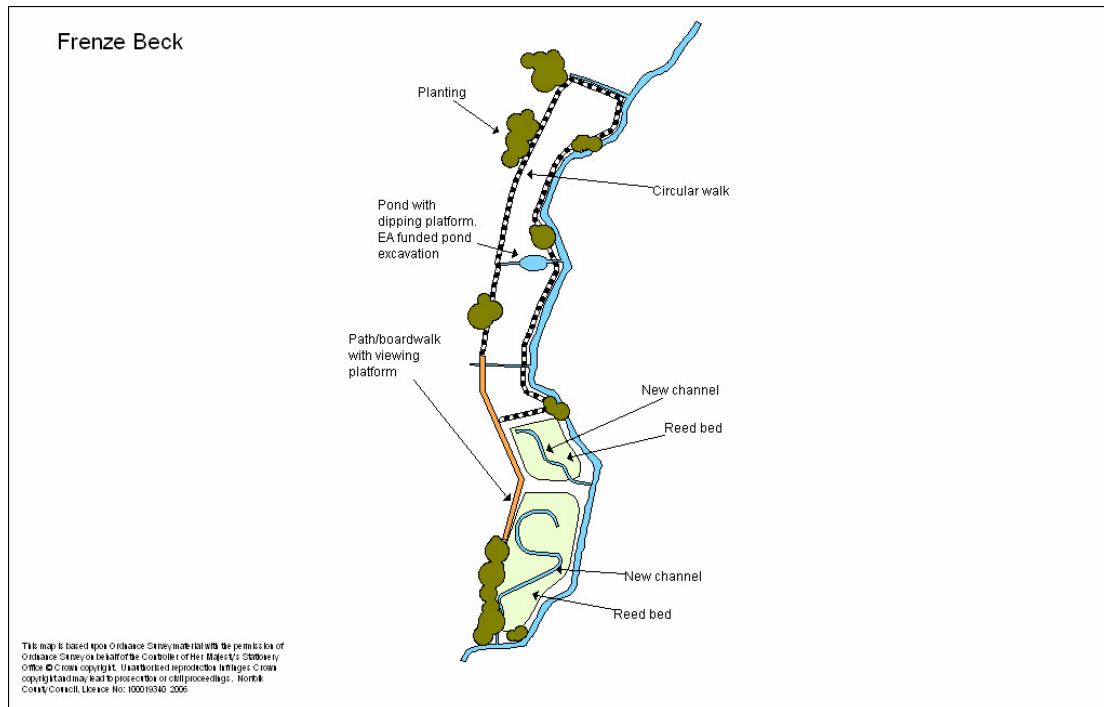 Frenze Beck
Planting
Circular walk
Pond with
dipping platform.
EA funded pond
excavation
Path/boardwalk
with viewing
platform
New channel
Reed bed
New channel
Reed bed
This map is based upon Ordnance Survey material with the permission of
Ordnance Survey on behalf of the Controller of Her Majesty's Stationery
Office © Crown copyright. Unauthorised reproduction infringes Crown
copyright and may lead to prosecution or civil proceedings. Norfolk
County Council. Licence No: 100019340 2006